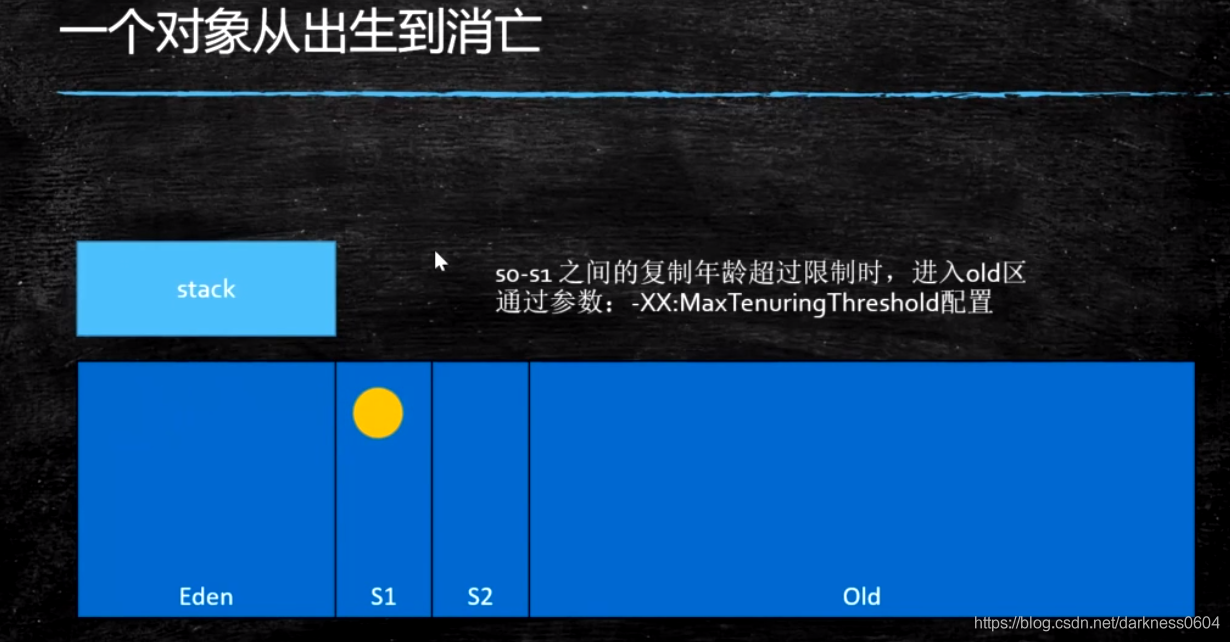 一个对象从出生到消亡
stack
s0-s1 之间的复制年龄超过限制时，进入old区
通过参数：-XX:MaxTenuringThreshold配置
Eden
S1
S2
Old
https://blog.csdn.net/darkness0604